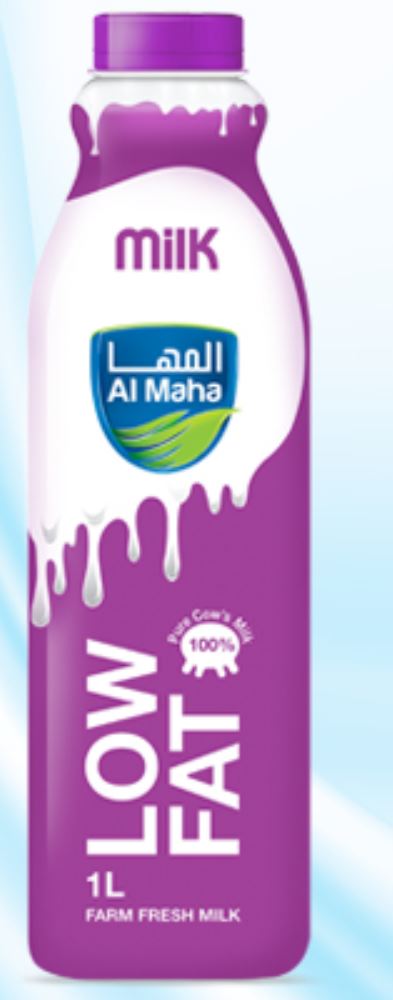 milk
المها
Al Maha
Pure Cow's Milk
100%
LOW
FAT
1L
FARM FRESH MILK